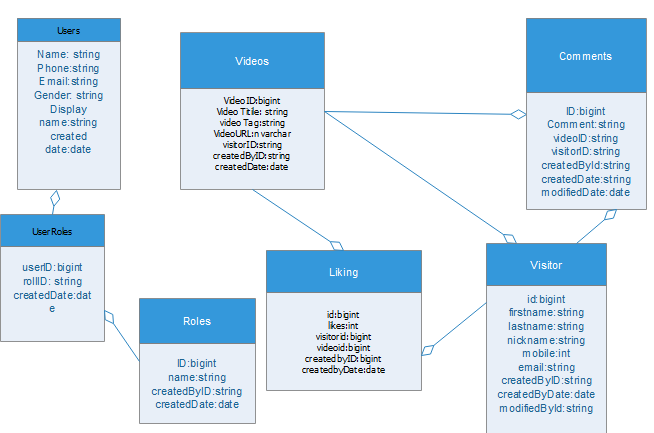 Users
Name: string
Phone:string
Email:string
Gender: string
Display
name:string
created
date:date
Videos
Video ID:bigint
Video Titile: string
video Tag:string
VideoURL:nvarchar
visitorID:string
createdByID:string
createdDate:date
Comments
ID:bigint
Comment:string
videoID:string
visitorID:string
createdById:string
createdDate:string
modifiedDate:date
UserRoles
userID:bigint
rollID: string
createdDate:dat
e
Roles
ID:bigint
name:string
createdByID:string
createdDate:date
Liking
id:bigint
likes:int
visitorid:bigint
videoid:bigint
createdbyID:bigint
createdbyDate:date
Visitor
id:bigint
firstname:string
lastname:string
nickname:string
mobile:int
email:string
createdByID:string
createdByDate:date
modifiedById:string